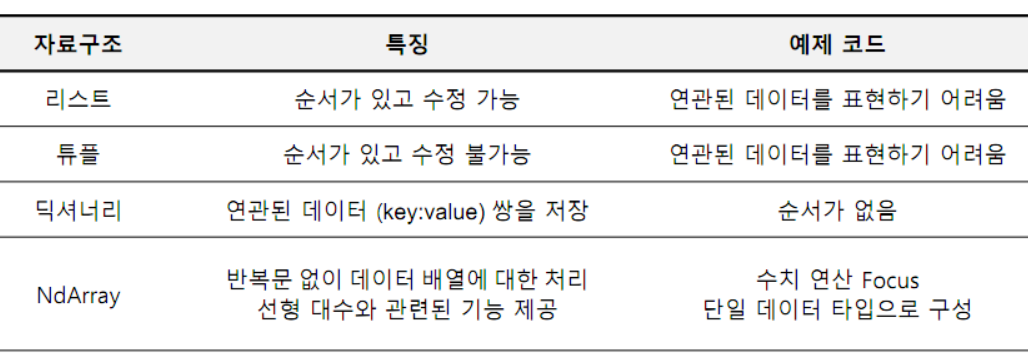 자료구조 특징 예제 코드
리스트 순서가 있고 수정 가능 연관된 데이터를 표현하기 어려움
튜플 순서가 있고 수정 불가능 연관된 데이터를 표현하기 어려움
딕셔너리 연관된 데이터 (key:value) 쌍을 저장 순서가 없음
NdArray
반복문 없이 데이터 배열에 대한 처리
선형 대수와 관련된 기능 제공
수치 연산 Focus
단일 데이터 타입으로 구성